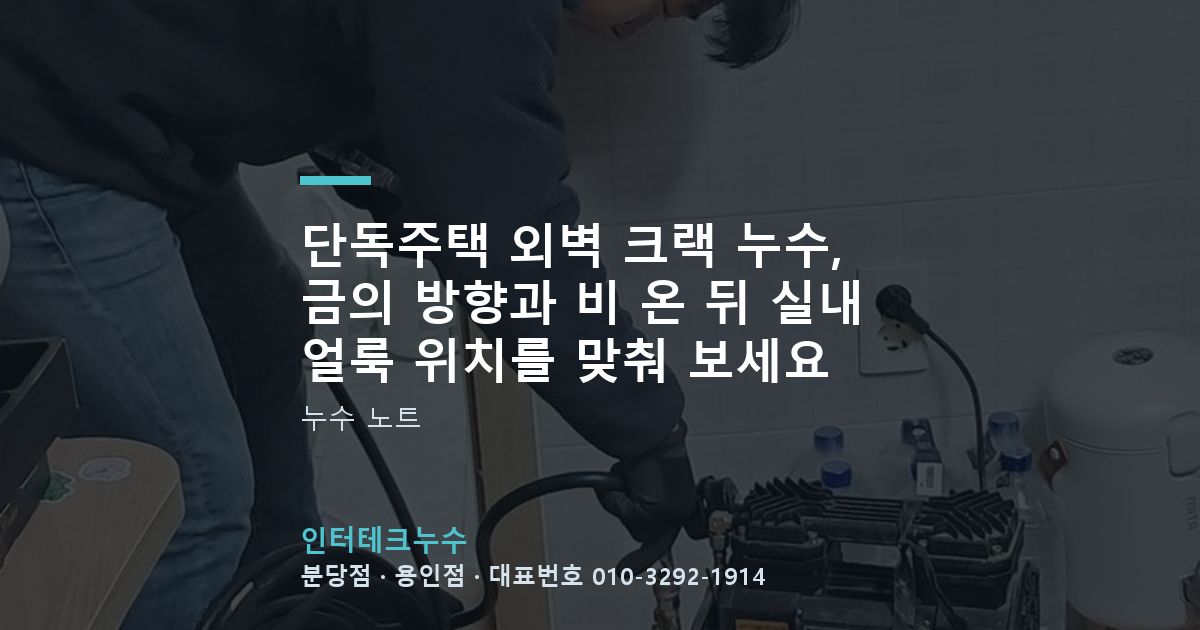 단독주택 외벽 크랙 누수,
금의 방향과 비 온 뒤 실내
얼룩 위치를 맞춰 보세요
누수 노트
인터테크누수
분당점 · 용인점 · 대표번호 010-3292-1914